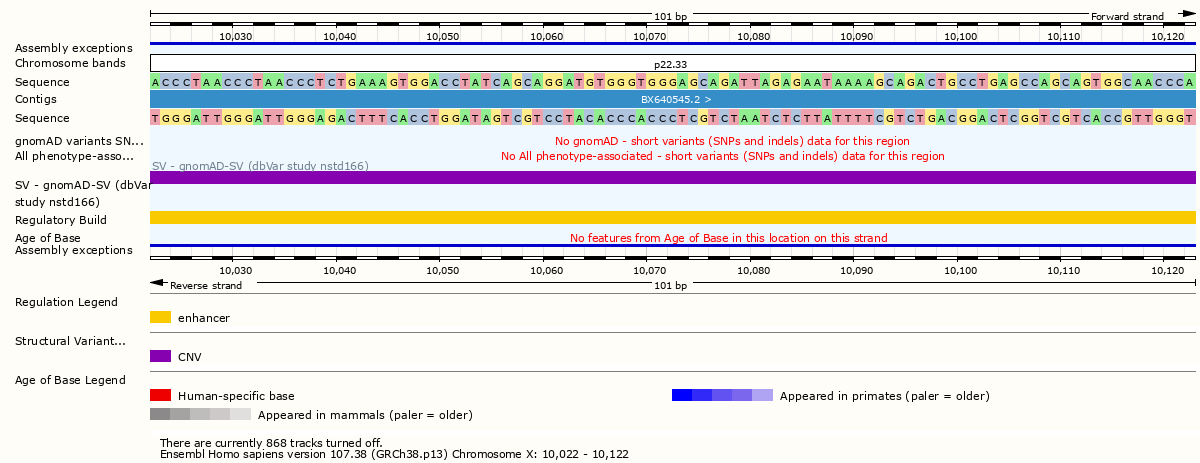 101 bp Forward strand
10,030 10,040 10,050 10,060 10,070 10,080 10,090 10,100 10,110 10,120
Assembly exceptions
Chromosome bands p22.33
Sequence ACCCTAACCCTAACCCTCTGAAAGTGGACCTATCAGCAGGATGTGGGTGGGAGCAGATTAGAGAATAAAAGCAGACTGCCTGAGCCAGCAGTGGCAACCCA
Contigs BX640545.2 >
Sequence TGGGATTGGGATTGGGAGACTTTCACCTGGATAGTCGTCCTACACCCACCCTCGTCTAATCTCTTATTTTCGTCTGACGGACTCGGTCGTCACCGTTGGGT
gnomAD variants SN... No gnomAD - short variants (SNPs and indels) data for this region
All phenotype-asso... No All phenotype-associated - short variants (SNPs and indels) data for this region
SV - gnomAD-SV (dbVar study nstd166)
SV - gnomAD-SV (dbVar
study nstd166)
Regulatory Build
Age of Base No features from Age of Base in this location on this strand
Assembly exceptions
10,030 10,040 10,050 10,060 10,070 10,080 10,090 10,100 10,110 10,120
Reverse strand 101 bp
Regulation Legend
enhancer
Structural Variant...
CNV
Age of Base Legend
Human-specific base Appeared in primates (paler = older)
Appeared in mammals (paler = older)
There are currently 868 tracks turned off.
Ensembl Homo sapiens version 107.38 (GRCh38.p13) Chromosome X: 10,022 - 10,122